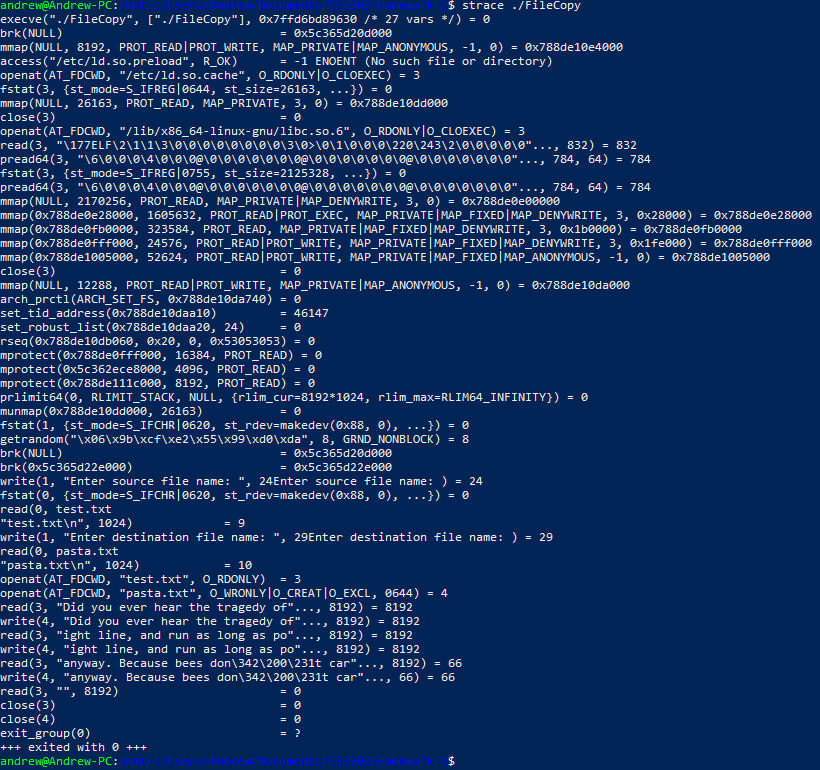 andrew@Andrew-PC:/mnt/c/Users/Andrew/Documents/CS3502/Homework-2$ strace ./FileCopy
execve("./FileCopy", ["./FileCopy"], 0x7ffd6bd89630 /* 27 vars */) = 0
brk(NULL)                               = 0x5c365d20d000
mmap(NULL, 8192, PROT_READ|PROT_WRITE, MAP_PRIVATE|MAP_ANONYMOUS, -1, 0) = 0x788de10e4000
access("/etc/ld.so.preload", R_OK)      = -1 ENOENT (No such file or directory)
openat(AT_FDCWD, "/etc/ld.so.cache", O_RDONLY|O_CLOEXEC) = 3
fstat(3, {st_mode=S_IFREG|0644, st_size=26163, ...}) = 0
mmap(NULL, 26163, PROT_READ, MAP_PRIVATE, 3, 0) = 0x788de10dd000
close(3)                                = 0
openat(AT_FDCWD, "/lib/x86_64-linux-gnu/libc.so.6", O_RDONLY|O_CLOEXEC) = 3
read(3, "\177ELF\2\1\1\3\0\0\0\0\0\0\0\0\3\0>\0\1\0\0\0\220\243\2\0\0\0\0\0"..., 832) = 832
pread64(3, "\6\0\0\0\4\0\0\0@\0\0\0\0\0\0\0@\0\0\0\0\0\0\0@\0\0\0\0\0\0\0"..., 784, 64) = 784
fstat(3, {st_mode=S_IFREG|0755, st_size=2125328, ...}) = 0
pread64(3, "\6\0\0\0\4\0\0\0@\0\0\0\0\0\0\0@\0\0\0\0\0\0\0@\0\0\0\0\0\0\0"..., 784, 64) = 784
mmap(NULL, 2170256, PROT_READ, MAP_PRIVATE|MAP_DENYWRITE, 3, 0) = 0x788de0e00000
mmap(0x788de0e28000, 1605632, PROT_READ|PROT_EXEC, MAP_PRIVATE|MAP_FIXED|MAP_DENYWRITE, 3, 0x28000) = 0x788de0e28000
mmap(0x788de0fb0000, 323584, PROT_READ, MAP_PRIVATE|MAP_FIXED|MAP_DENYWRITE, 3, 0x1b0000) = 0x788de0fb0000
mmap(0x788de0fff000, 24576, PROT_READ|PROT_WRITE, MAP_PRIVATE|MAP_FIXED|MAP_DENYWRITE, 3, 0x1fe000) = 0x788de0fff000
mmap(0x788de1005000, 52624, PROT_READ|PROT_WRITE, MAP_PRIVATE|MAP_FIXED|MAP_ANONYMOUS, -1, 0) = 0x788de1005000
close(3)                                = 0
mmap(NULL, 12288, PROT_READ|PROT_WRITE, MAP_PRIVATE|MAP_ANONYMOUS, -1, 0) = 0x788de10da000
arch_prctl(ARCH_SET_FS, 0x788de10da740) = 0
set_tid_address(0x788de10daa10)         = 46147
set_robust_list(0x788de10daa20, 24)     = 0
rseq(0x788de10db060, 0x20, 0, 0x53053053) = 0
mprotect(0x788de0fff000, 16384, PROT_READ) = 0
mprotect(0x5c362ece8000, 4096, PROT_READ) = 0
mprotect(0x788de111c000, 8192, PROT_READ) = 0
prlimit64(0, RLIMIT_STACK, NULL, {rlim_cur=8192*1024, rlim_max=RLIM64_INFINITY}) = 0
munmap(0x788de10dd000, 26163)           = 0
fstat(1, {st_mode=S_IFCHR|0620, st_rdev=makedev(0x88, 0), ...}) = 0
getrandom("\x06\x9b\xcf\xe2\x55\x99\xd0\xda", 8, GRND_NONBLOCK) = 8
brk(NULL)                               = 0x5c365d20d000
brk(0x5c365d22e000)                     = 0x5c365d22e000
write(1, "Enter source file name: ", 24Enter source file name: ) = 24
fstat(0, {st_mode=S_IFCHR|0620, st_rdev=makedev(0x88, 0), ...}) = 0
read(0, test.txt
"test.txt\n", 1024)             = 9
write(1, "Enter destination file name: ", 29Enter destination file name: ) = 29
read(0, pasta.txt
"pasta.txt\n", 1024)            = 10
openat(AT_FDCWD, "test.txt", O_RDONLY)  = 3
openat(AT_FDCWD, "pasta.txt", O_WRONLY|O_CREAT|O_EXCL, 0644) = 4
read(3, "Did you ever hear the tragedy of"..., 8192) = 8192
write(4, "Did you ever hear the tragedy of"..., 8192) = 8192
read(3, "ight line, and run as long as po"..., 8192) = 8192
write(4, "ight line, and run as long as po"..., 8192) = 8192
read(3, "anyway. Because bees don\342\200\231t car"..., 8192) = 66
write(4, "anyway. Because bees don\342\200\231t car"..., 66) = 66
read(3, "", 8192)                       = 0
close(3)                                = 0
close(4)                                = 0
exit_group(0)                           = ?
+++ exited with 0 +++
andrew@Andrew-PC:/mnt/c/Users/Andrew/Documents/CS3502/Homework-2$